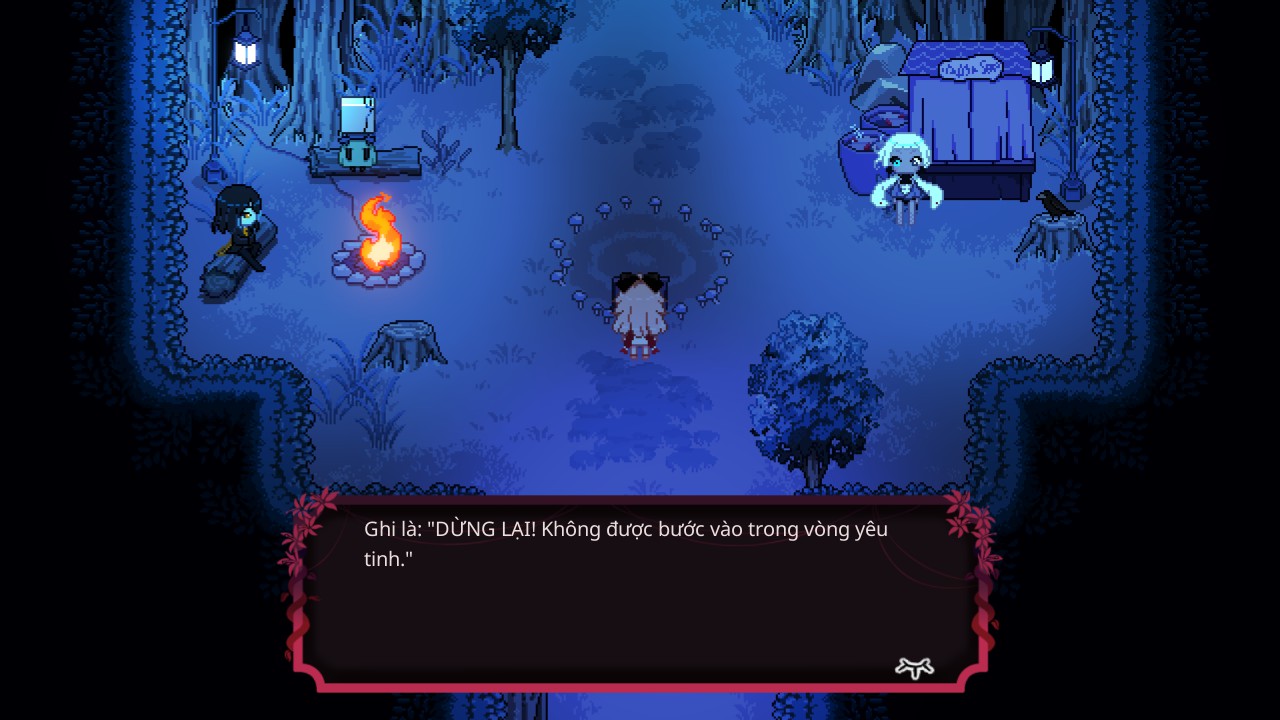 Ghi là: "DỪNG LẠI! Không được bước vào trong vòng yêu
tinh."